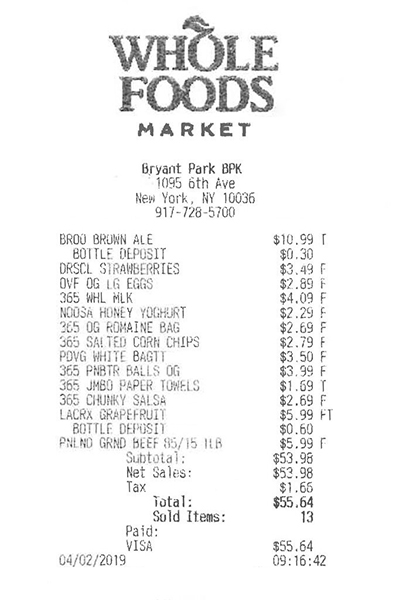 WHOLE
FOODS
MARKET
Bryant Park BPK
1095 6th Ave
New York, NY 10036
917-728-5700
BROO BROWN ALE $10.99 T
BOTTLE DEPOSIT $0.30
DRSCL STRAWBERRIES $3.49 F
OVF OG LG EGGS $2.89 F
365 WHL MLK $4.09 F
NOOSA HONEY YOGHURT $2.29 F
365 OG ROMAINE BAG $2.69 F
365 SALTED CORN CHIPS $2.79 F
PDVG WHITE BAGTT $3.50 F
365 PNBTR BALLS OG $3.99 F
365 JMBO PAPER TOWELS $1.69 T
365 CHUNKY SALSA $2.69 F
LACRX GRAPEFRUIT $5.99 FT
BOTTLE DEPOSIT $0.60
PNLND GRND BEEF 85/15 1LB $5.99 F
Subtotal: $53.98
Net Sales: $53.98
Tax $1.66
Total: $55.64
Sold Items: 13
Paid:
VISA $55.64
04/02/2019 09:16:42